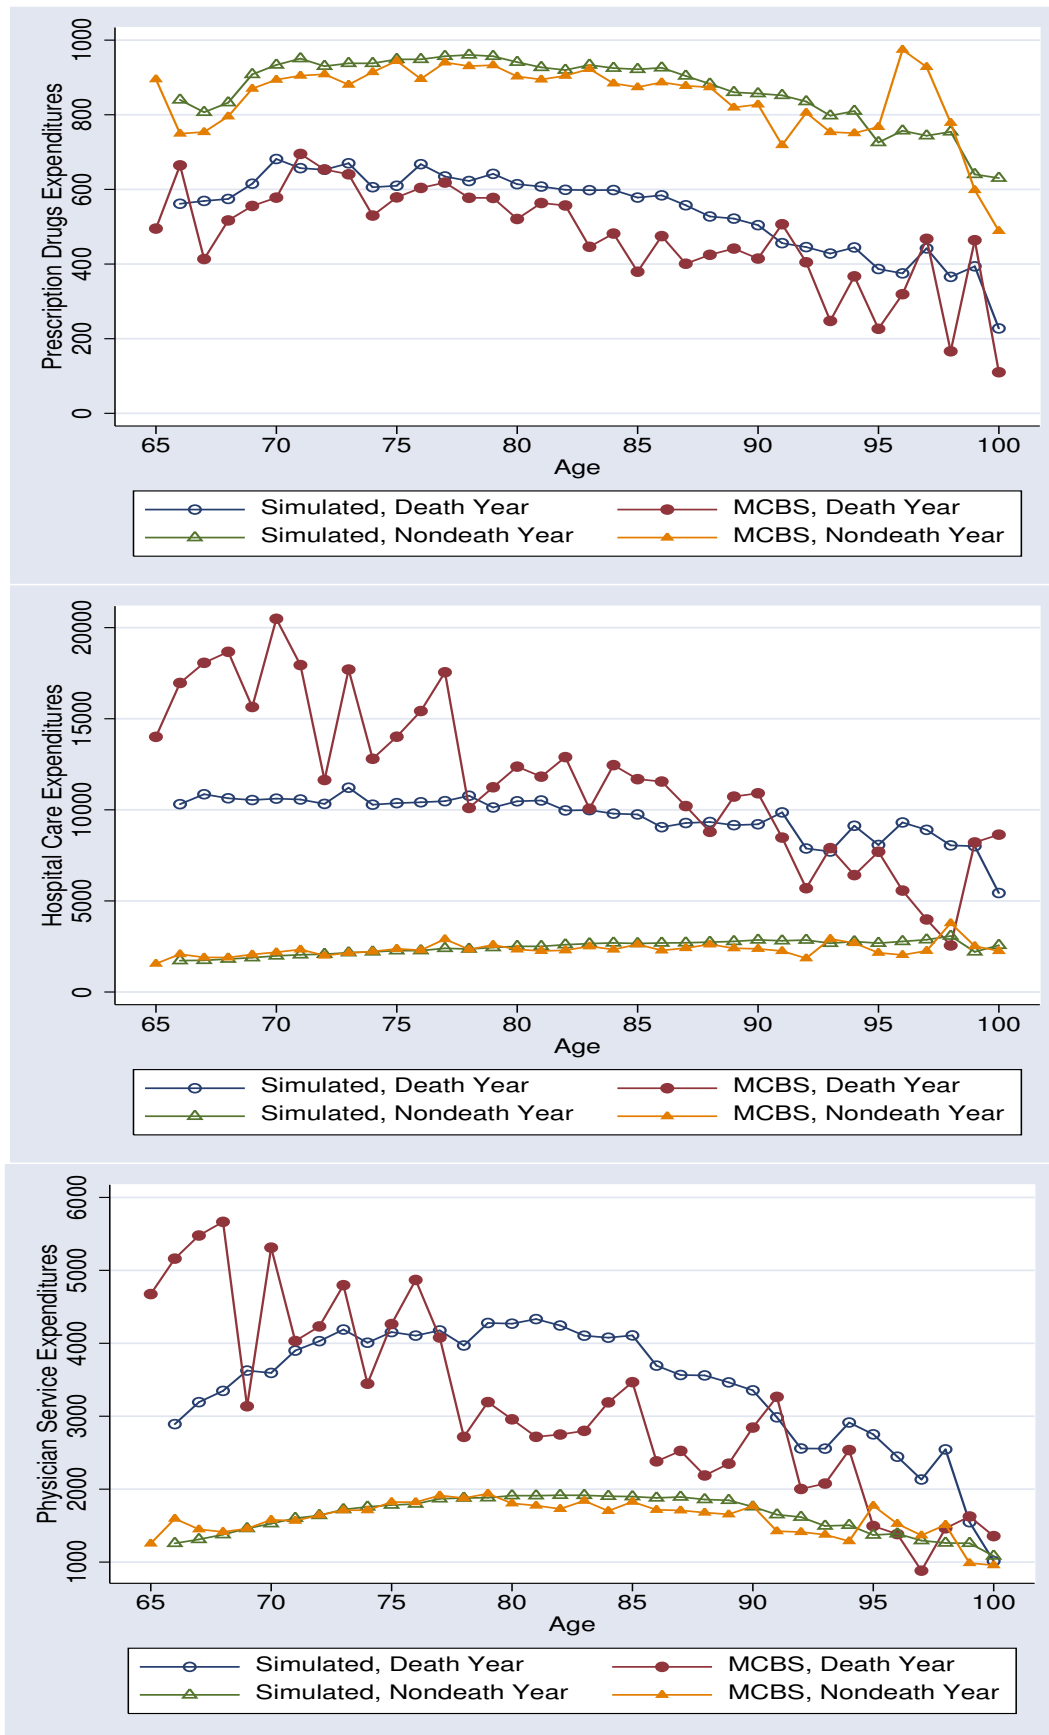 Prescription Drugs Expenditures
1000
800
600
400
200
0
65 70 75 80 85 90 95 100
Age
Simulated, Death Year MCBS, Death Year
Simulated, Nondeath Year MCBS, Nondeath Year
Hospital Care Expenditures
20000
15000
10000
5000
0
65 70 75 80 85 90 95 100
Age
Simulated, Death Year MCBS, Death Year
Simulated, Nondeath Year MCBS, Nondeath Year
Physician Service Expenditures
6000
5000
4000
3000
2000
1000
65 70 75 80 85 90 95 100
Age
Simulated, Death Year MCBS, Death Year
Simulated, Nondeath Year MCBS, Nondeath Year